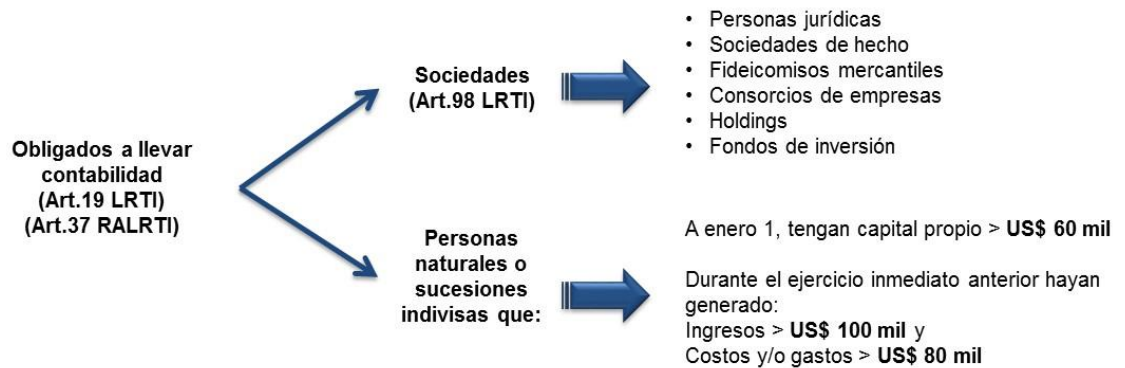 Obligados a llevar
contabilidad
(Art.19 LRTI)
(Art.37 RALRTI)
Sociedades
(Art.98 LRTI)
• Personas jurídicas
• Sociedades de hecho
• Fideicomisos mercantiles
• Consorcios de empresas
• Holdings
• Fondos de inversión
Personas
naturales o
sucesiones
indivisas que:
A enero 1, tengan capital propio > US$ 60 mil
Durante el ejercicio inmediato anterior hayan
generado:
Ingresos > US$ 100 mil y
Costos y/o gastos > US$ 80 mil